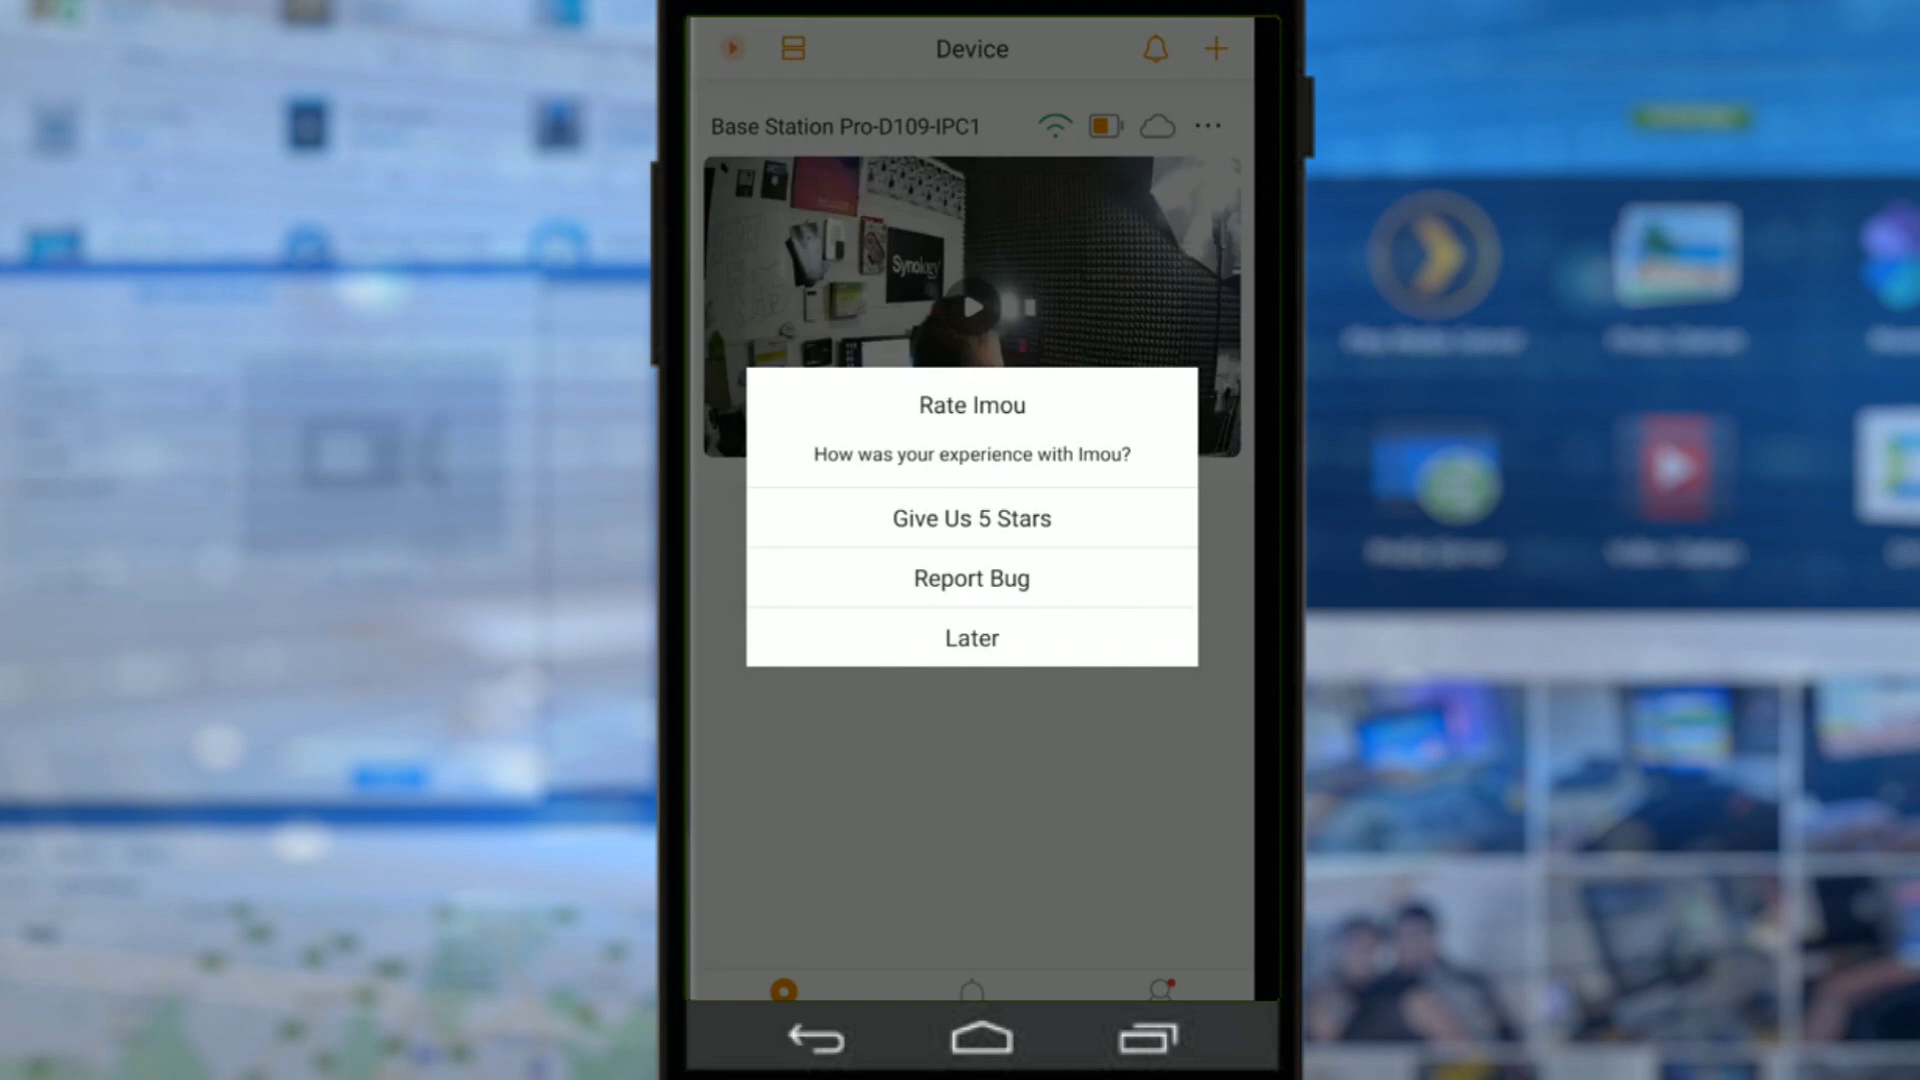 Device
Base Station Pro-D109-IPC1
Synology
Rate Imou
How was your experience with Imou?
Give Us 5 Stars
Report Bug
Later